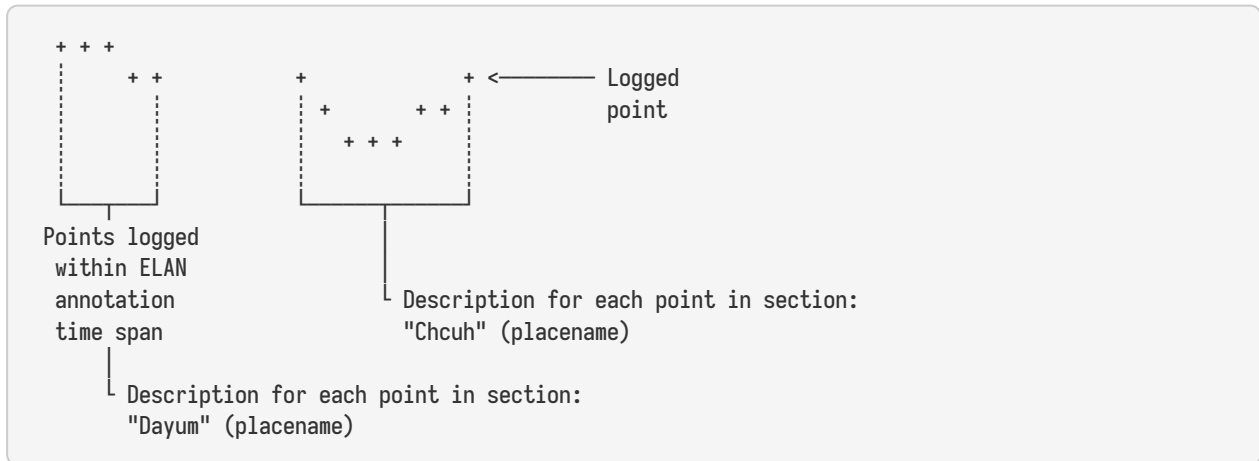 + + +
+ + + + <──────── Logged
+ + + point
+ + +
Points logged
within ELAN
annotation
time span
Description for each point in section:
"Chcuh" (placename)
Description for each point in section:
"Dayum" (placename)